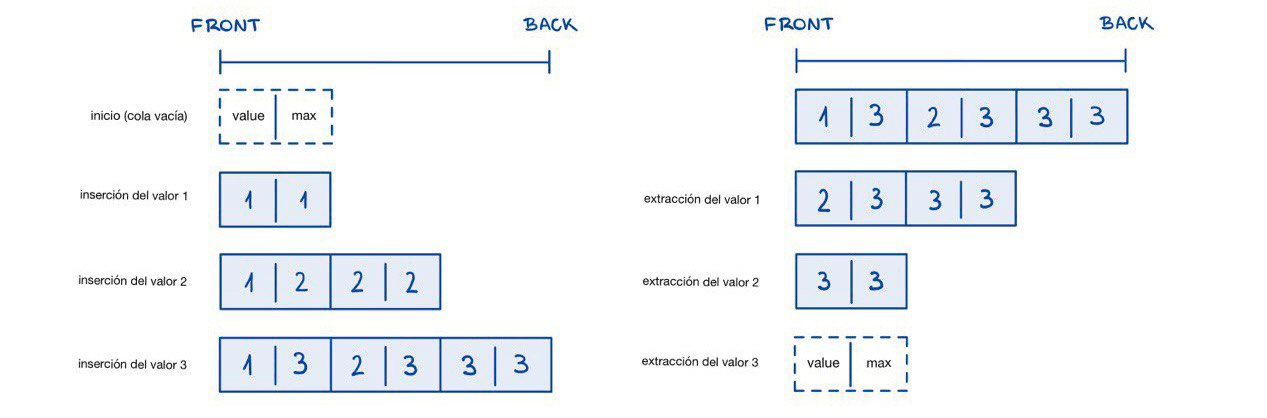 FRONT BACK
inicio (cola vacía) value max
inserción del valor 1 1 1
inserción del valor 2 1 2 2 2
inserción del valor 3 1 3 2 3 3 3
FRONT BACK
1 3 2 3 3 3
extracción del valor 1 2 3 3 3
extracción del valor 2 3 3
extracción del valor 3 value max